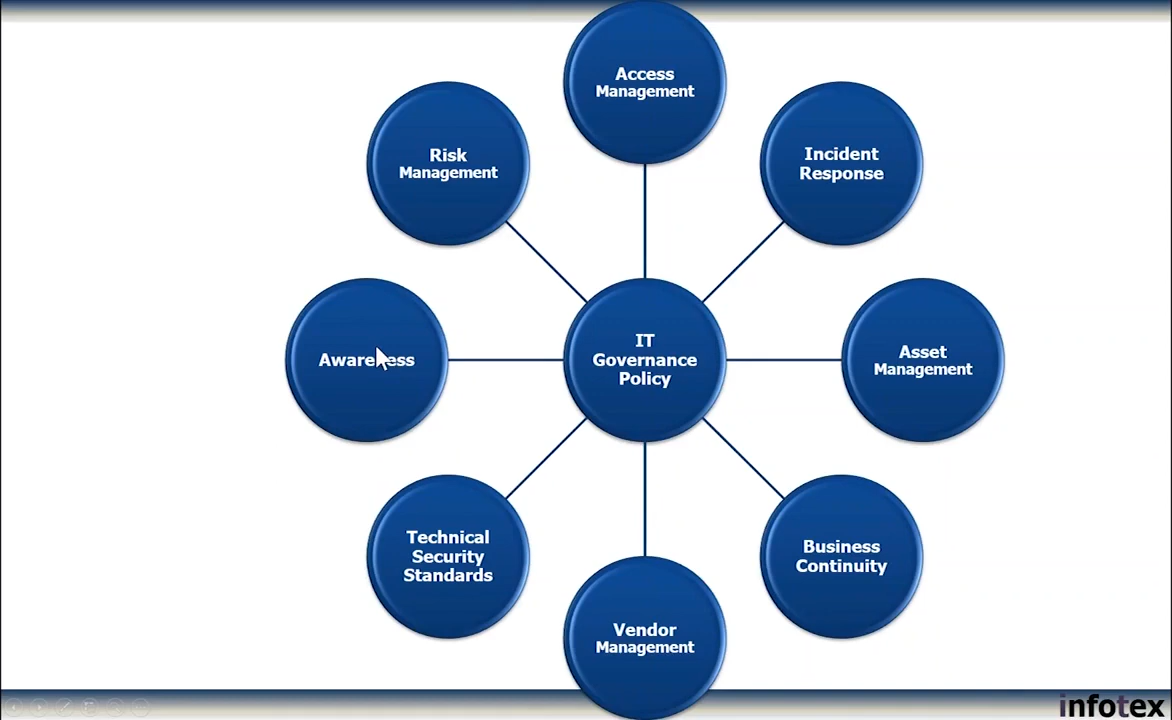 Access
Management
Incident
Response
Asset
Management
Business
Continuity
Vendor
Management
Technical
Security
Standards
Awareness
Risk
Management
IT
Governance
Policy
infotex